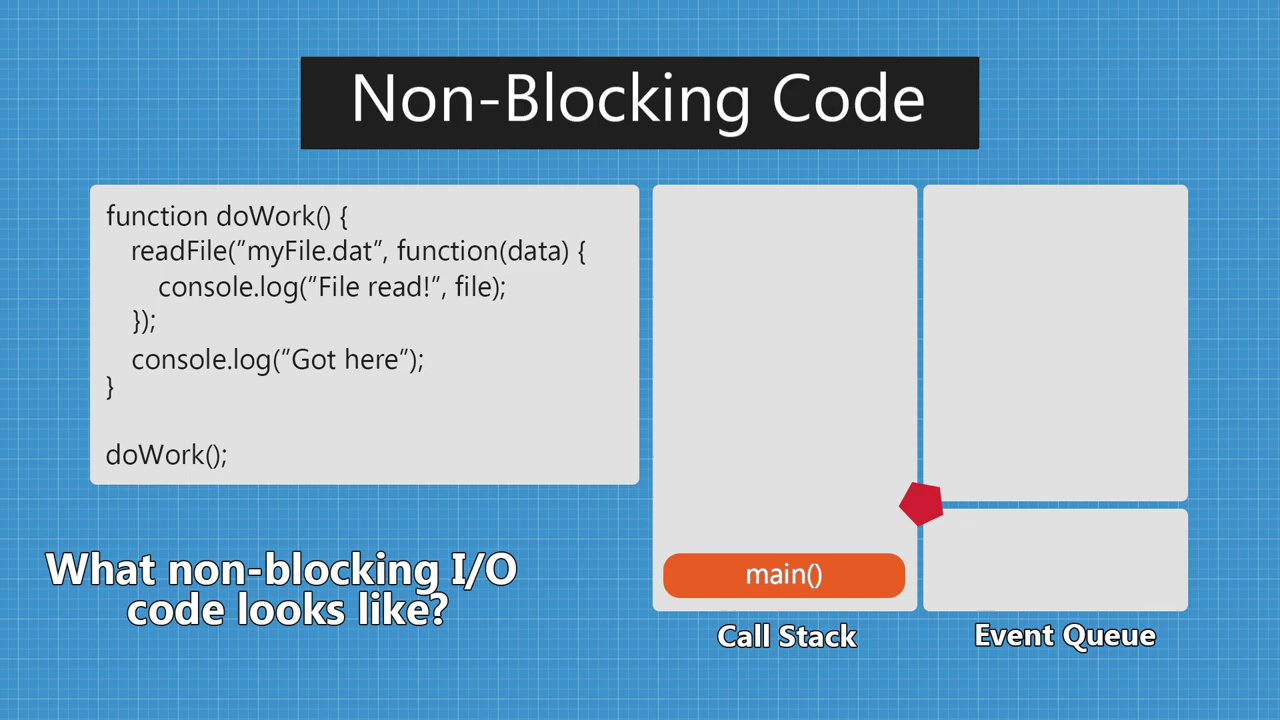 Non-Blocking Code
function doWork() {
readFile(”myFile.dat”, function(data) {
console.log(”File read!”, file);
});
console.log(”Got here”);
}
doWork();
What non-blocking I/O
code looks like?
main()
Call Stack
Event Queue